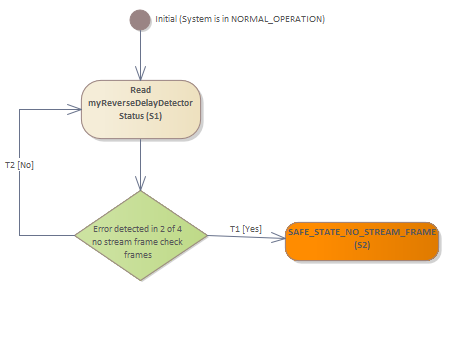 Initial (System is in NORMAL_OPERATION)
Read
myReverseDelayDetector
Status (S1)
T2 [No]
Error detected in 2 of 4
no stream frame check
frames
T1 [Yes]
SAFE_STATE_NO_STREAM_FRAME
(S2)